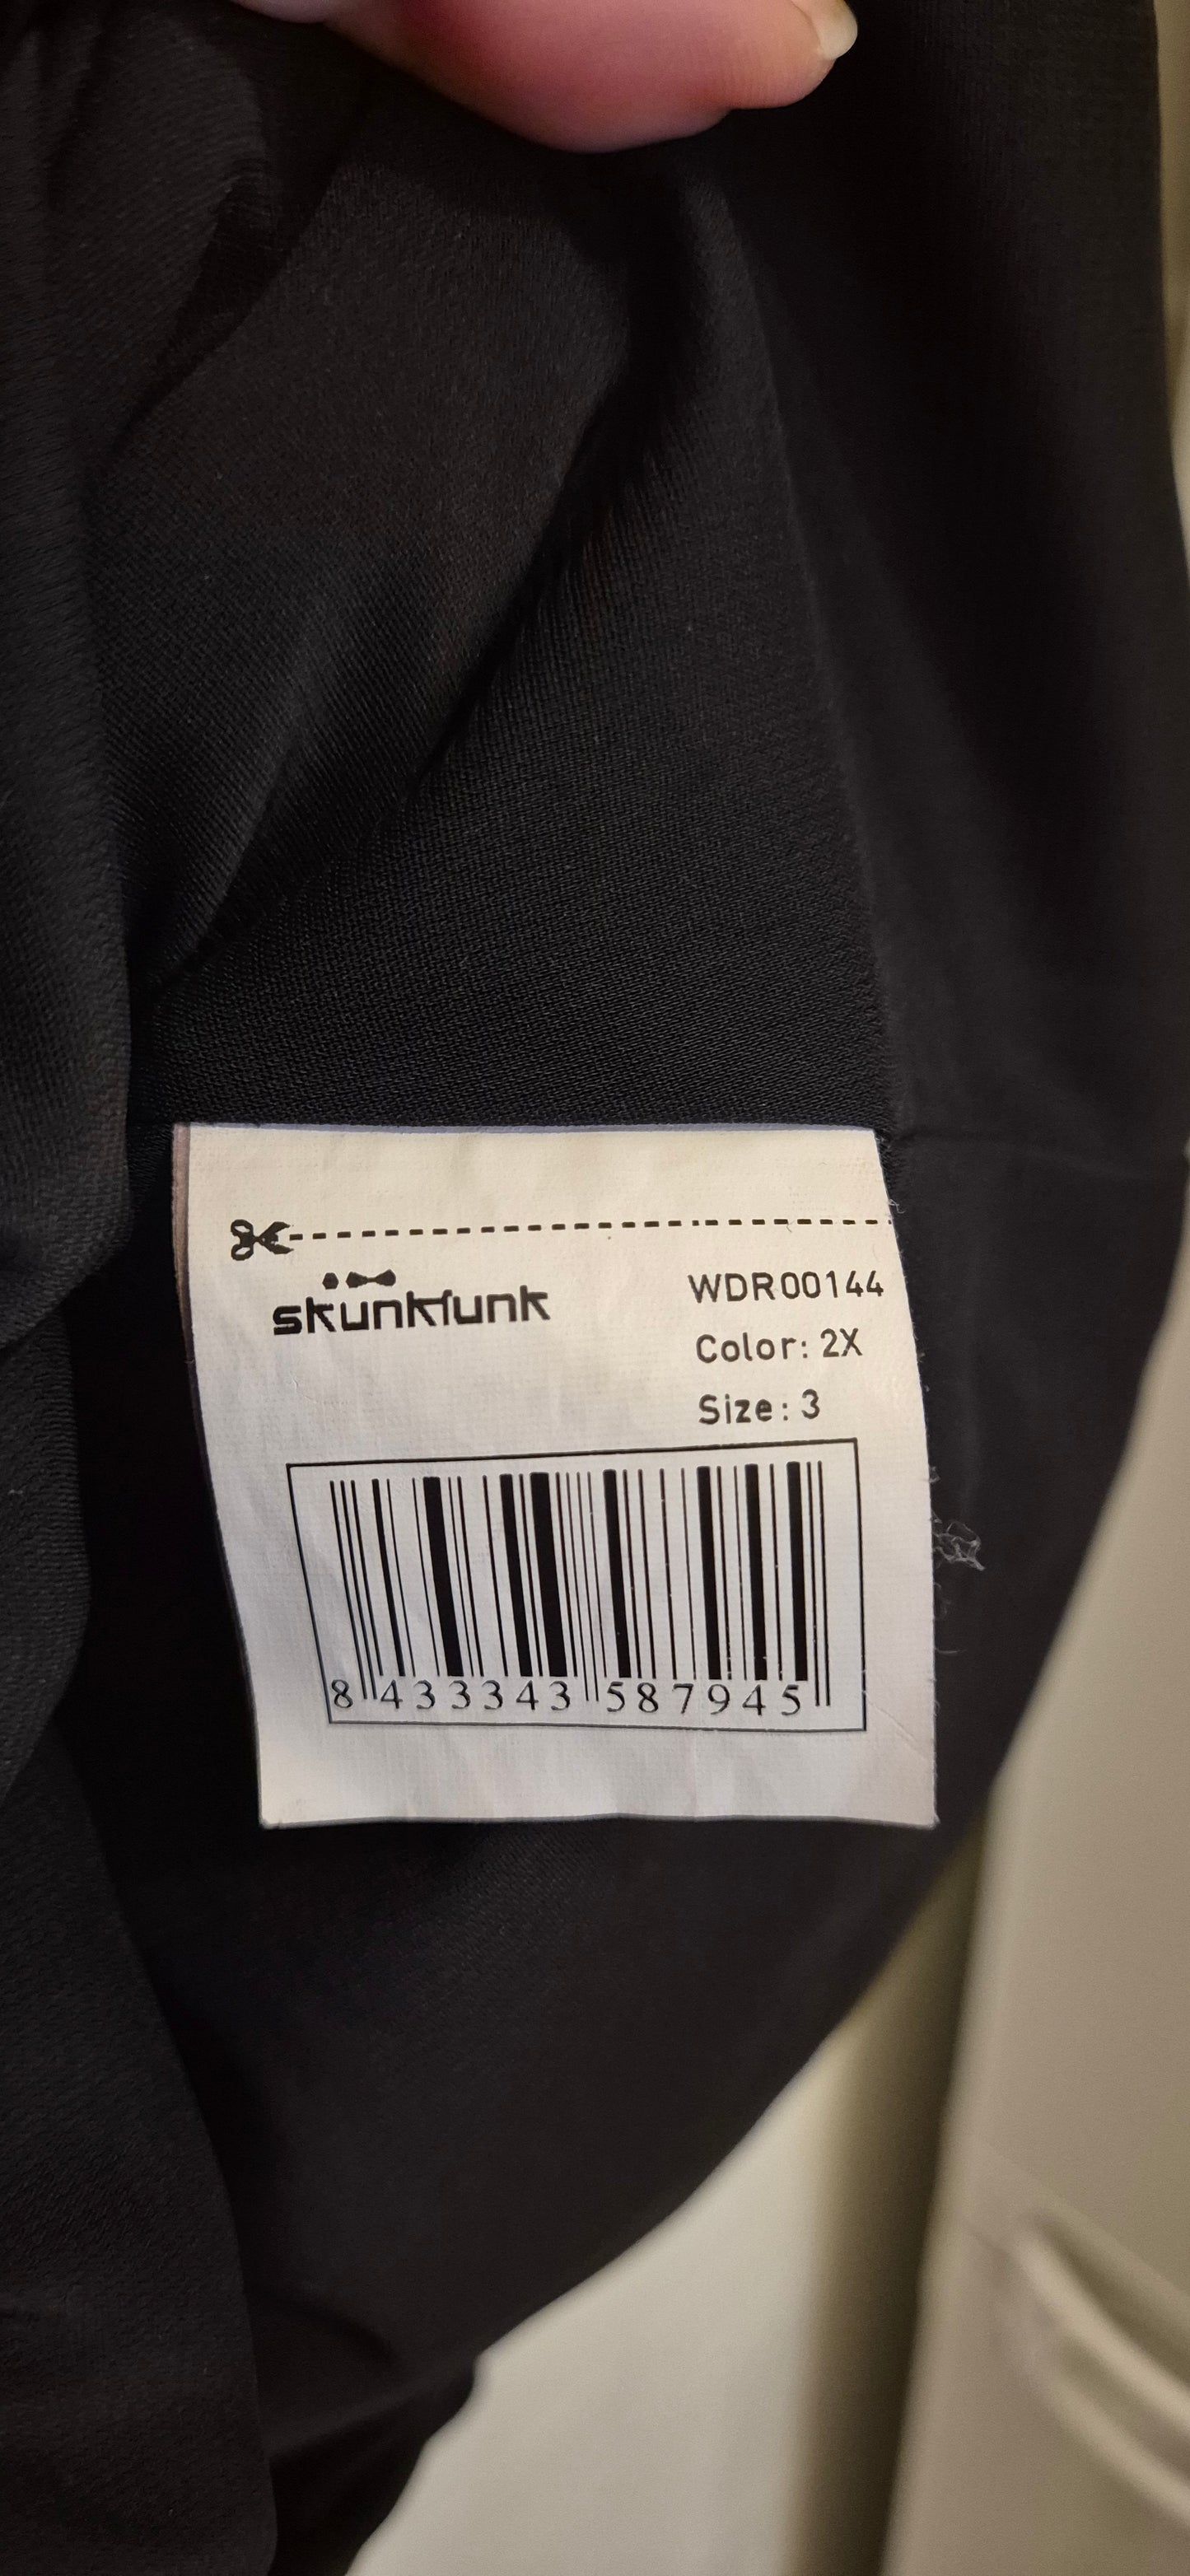 skunkfunk
WDR00144
Color: 2X
Size: 3
8 433343 587945